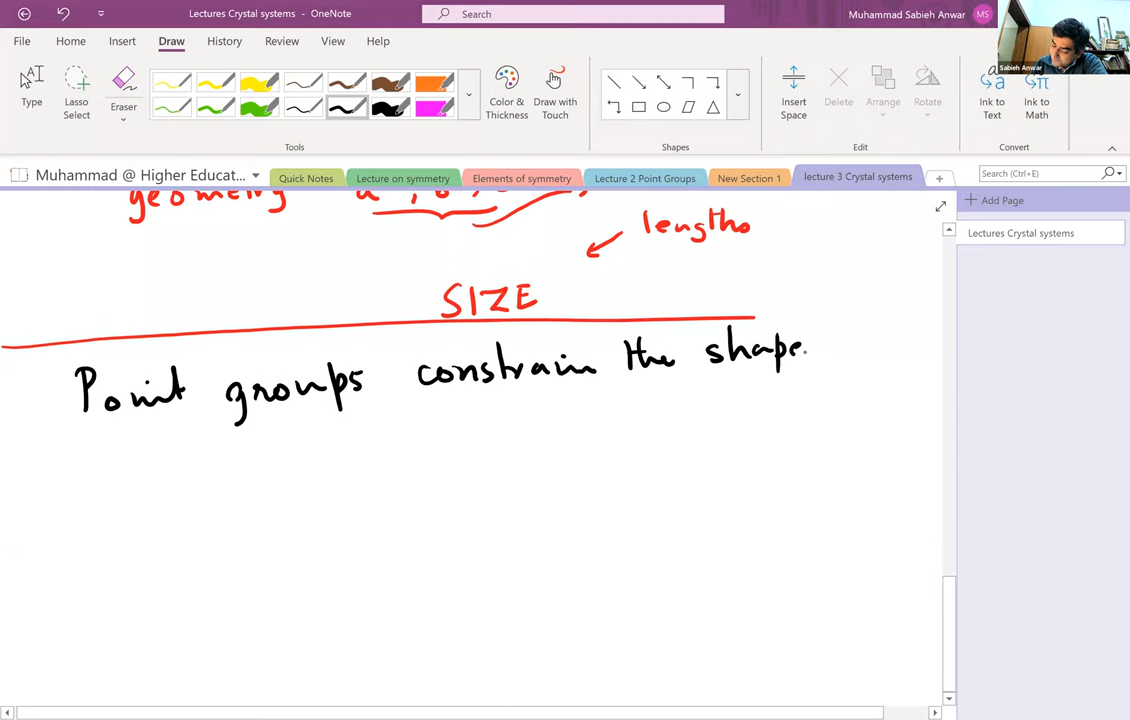 Lectures Crystal systems - OneNote
Search
Muhammad Sabieh Anwar
MS
File
Home
Insert
Draw
History
Review
View
Help
Sabieh Anwar
Type
Lasso Select
Eraser
Color & Thickness
Draw with Touch
Insert Space
Delete
Arrange
Rotate
Ink to Text
Ink to Math
Tools
Shapes
Edit
Convert
Muhammad @ Higher Educat...
Quick Notes
Lecture on symmetry
Elements of symmetry
Lecture 2 Point Groups
New Section 1
lecture 3 Crystal systems
Search (Ctrl+E)
Add Page
Lectures Crystal systems
geometry
lengths
SIZE
Point groups constrain the shape.